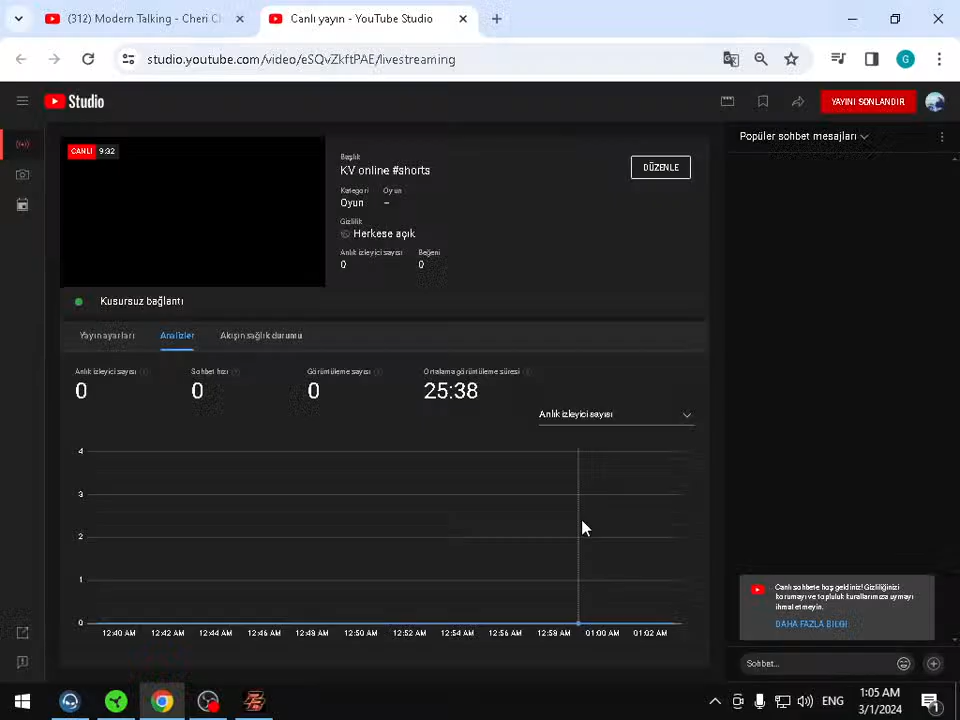 (312) Modern Talking - Cheri C
Canlı yayın - YouTube Studio
studio.youtube.com/video/eSQvZkftPAE/livestreaming
G
Studio
YAYINI SONLANDIR
CANLI 9:32
Başlık
KV online #shorts
DÜZENLE
Kategori Oyun
Oyun –
Gizlilik
Herkese açık
Anlık izleyici sayısı Beğeni
0 0
Kusursuz bağlantı
Yayın ayarları Analizler Akışın sağlık durumu
Anlık izleyici sayısı Sohbet hızı Görüntüleme sayısı Ortalama görüntüleme süresi
0 0 0 25:38
Anlık izleyici sayısı
4
3
2
1
0
12:40 AM 12:42 AM 12:44 AM 12:46 AM 12:48 AM 12:50 AM 12:52 AM 12:54 AM 12:56 AM 12:58 AM 01:00 AM 01:02 AM
Popüler sohbet mesajları
Canlı sohbete hoş geldiniz! Gizliliğinizi
korumayı ve topluluk kurallarımıza uymayı
ihmal etmeyin.
DAHA FAZLA BİLGİ
Sohbet...
ENG
1:05 AM
3/1/2024
1